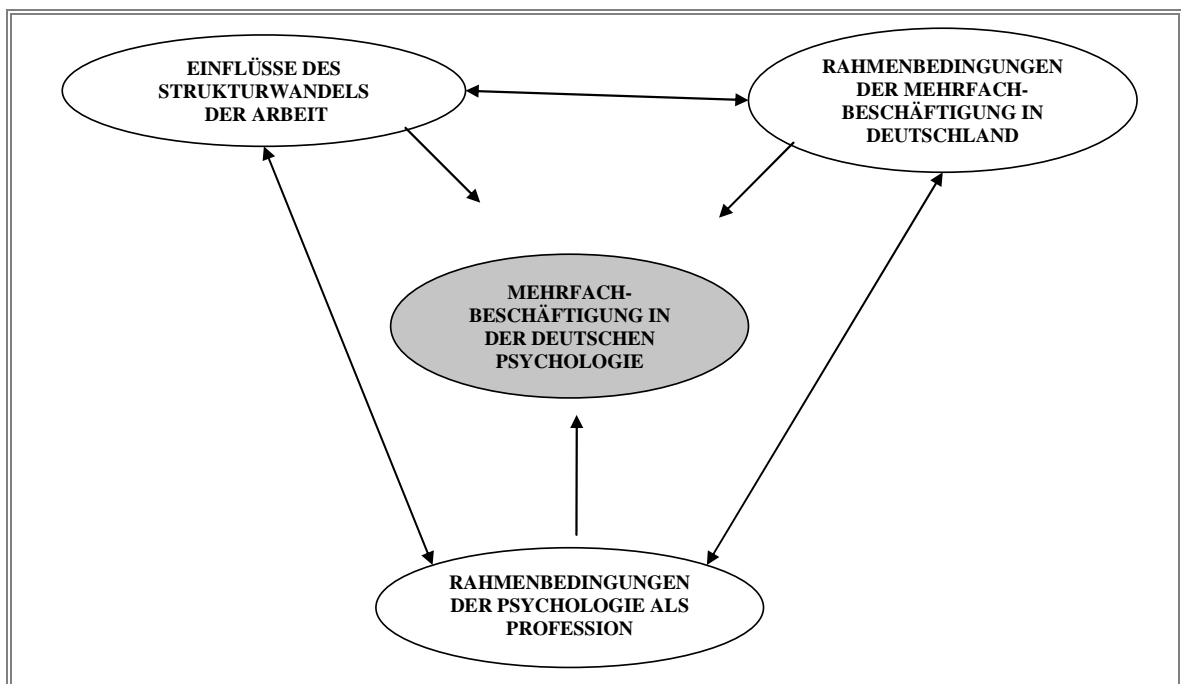 EINFLÜSSE DES
STRUKTURWANDELS
DER ARBEIT
RAHMENBEDINGUNGEN
DER MEHRFACH-
BESCHÄFTIGUNG IN
DEUTSCHLAND
MEHRFACH-
BESCHÄFTIGUNG IN
DER DEUTSCHEN
PSYCHOLOGIE
RAHMENBEDINGUNGEN
DER PSYCHOLOGIE ALS
PROFESSION